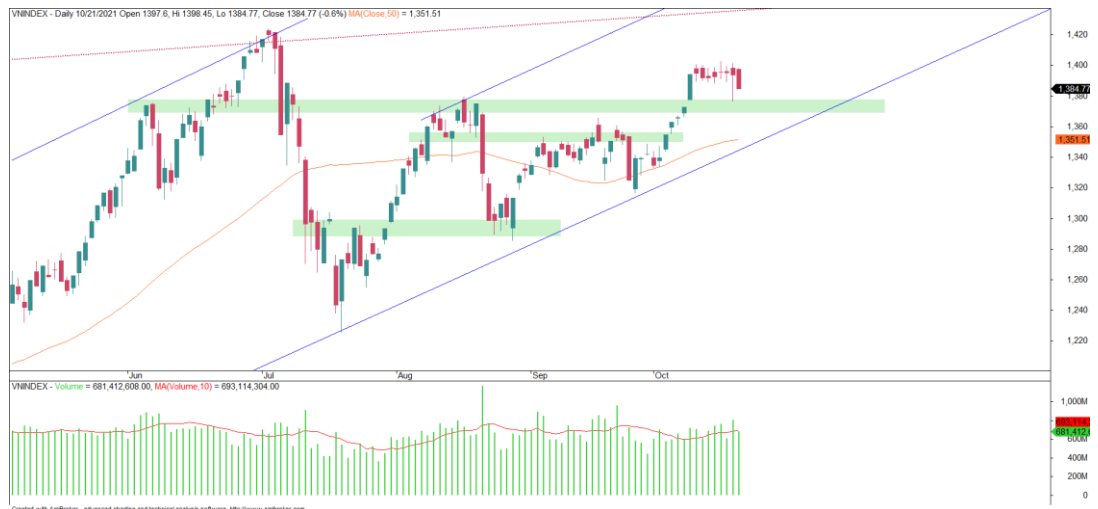 VNINDEX - Daily 10/21/2021 Open 1397.6, Hi 1398.45, Lo 1384.77, Close 1384.77 (-0.6%) MA(Close,50) = 1,351.51
1,420
1,400
1,384.77
1,380
1,360
1,351.51
1,340
1,320
1,300
1,280
1,260
1,240
1,220
Jun
Jul
Aug
Sep
Oct
VNINDEX - Volume = 681,412,608.00, MA(Volume,10) = 693,114,304.00
1,000M
693,114,
681,412,
600M
400M
200M
0